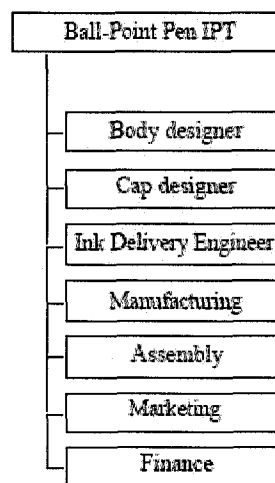 Ball-Point Pen IPT
Body designer
Cap designer
Ink Delivery Engineer
Manufacturing
Assembly
Marketing
Finance